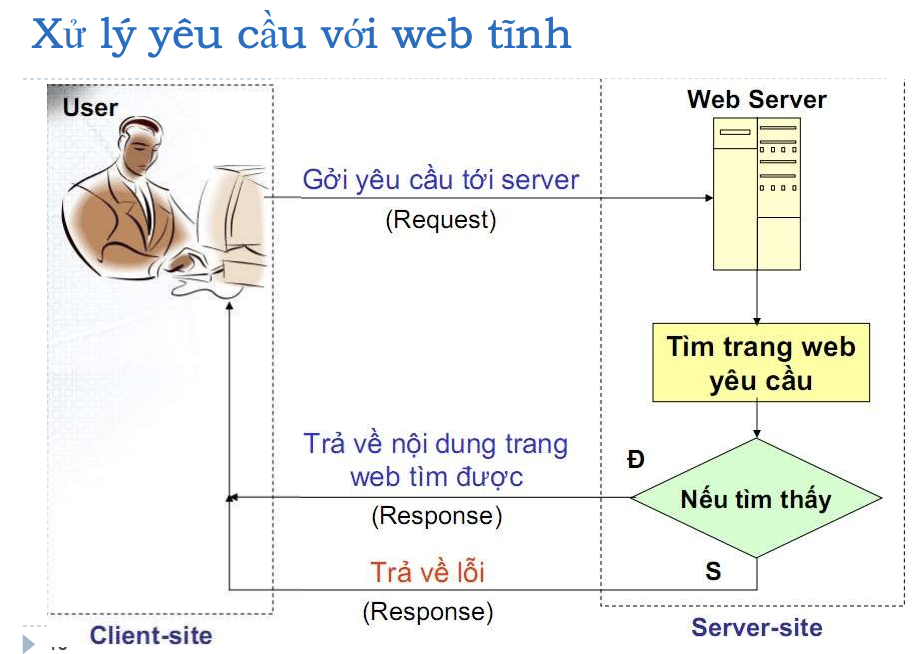 Xử lý yêu cầu với web tĩnh
User
Web Server
Gởi yêu cầu tới server
(Request)
Tìm trang web
yêu cầu
Trả về nội dung trang
web tìm được
(Response)
Đ
Nếu tìm thấy
Trả về lỗi
S
(Response)
Client-site
Server-site